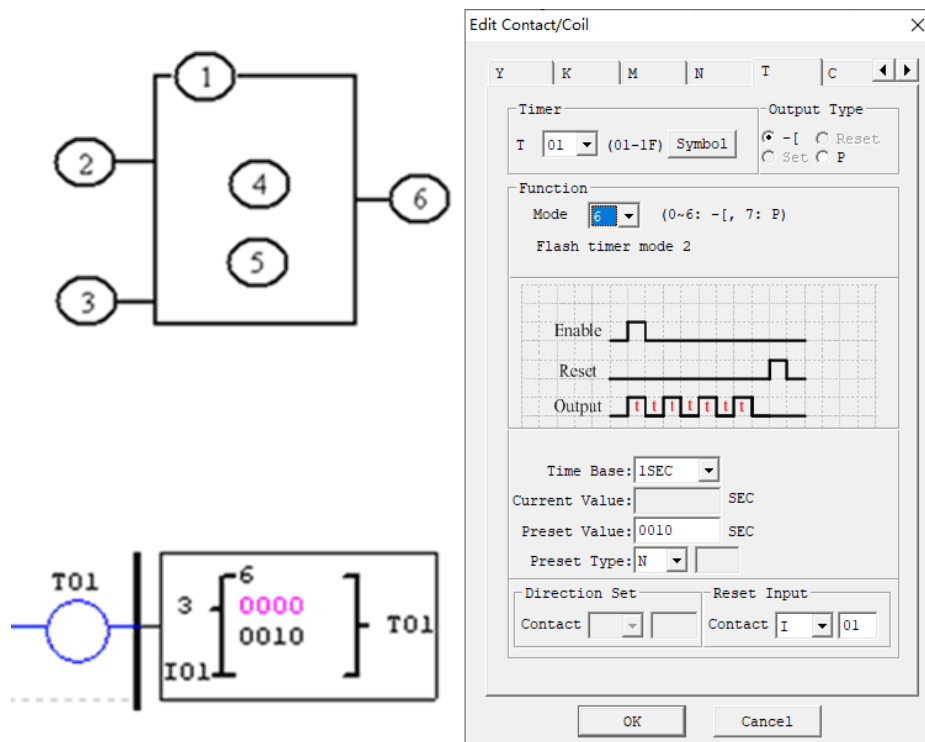 1
2
3
4
5
6
T01
6
3
0000
0010
I01
T01
Edit Contact/Coil
Y K M N T C
Timer
T 01 (01-1F) Symbol
Output Type
-[ Reset
Set P
Function
Mode 6 (0~6: -[, 7: P)
Flash timer mode 2
Enable
Reset
Output t t t t t t t
Time Base: 1SEC
Current Value: SEC
Preset Value: 0010 SEC
Preset Type: N
Direction Set
Contact
Reset Input
Contact I 01
OK Cancel